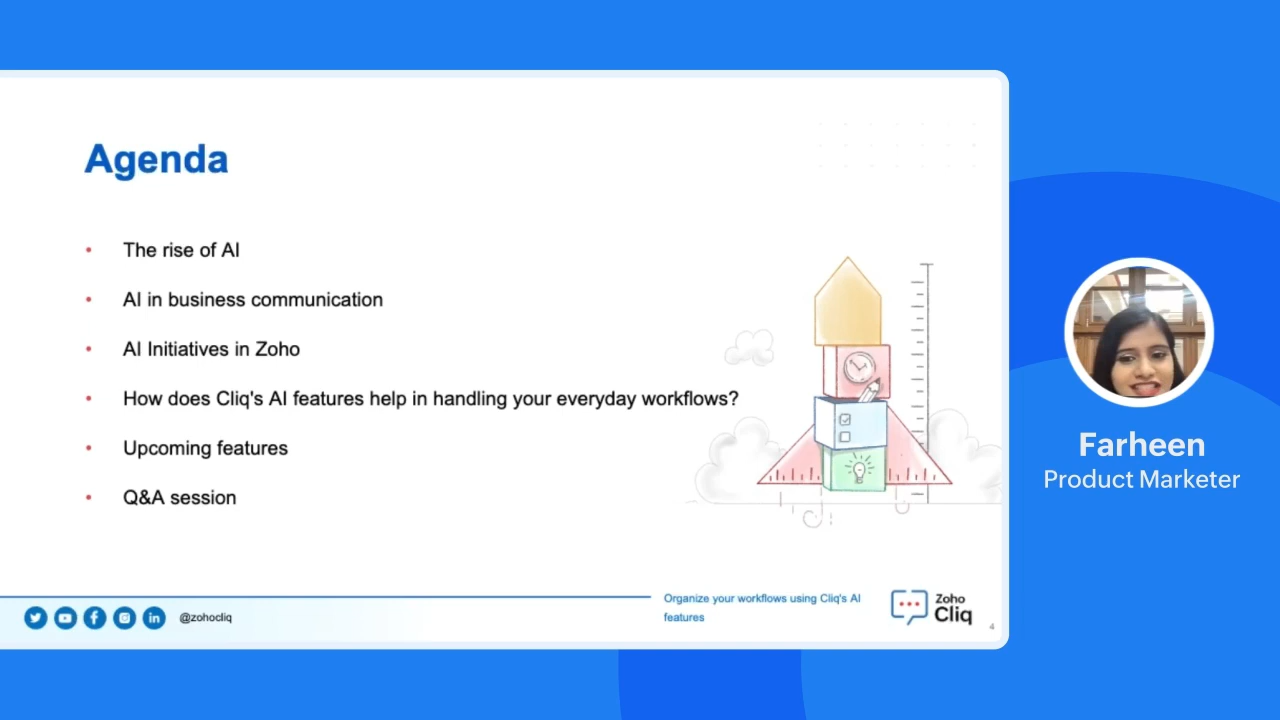 Agenda
• The rise of AI
• AI in business communication
• AI Initiatives in Zoho
• How does Cliq's AI features help in handling your everyday workflows?
• Upcoming features
• Q&A session
@zohocliq
Organize your workflows using Cliq's AI
features
Zoho
Cliq
4
Farheen
Product Marketer